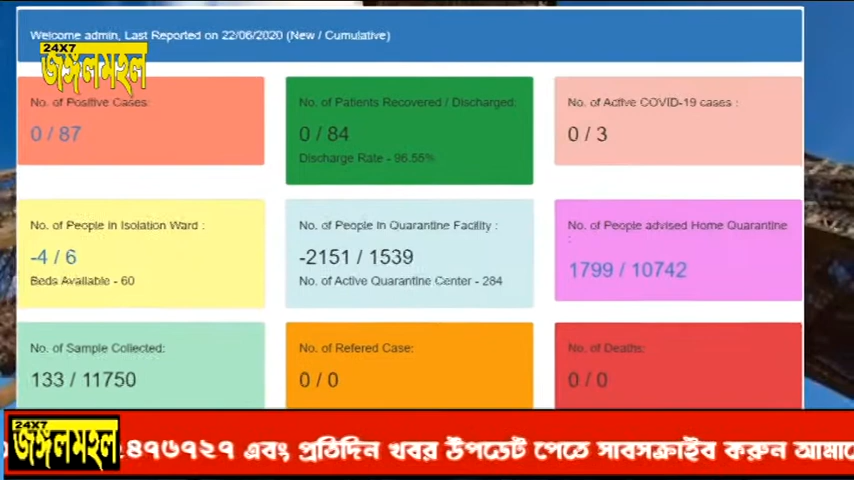 Welcome admin, Last Reported on 22/06/2020 (New / Cumulative)
24X7
জঙ্গলমহল
No. of Positive Cases:
0 / 87
No. of Patients Recovered / Discharged:
0 / 84
Discharge Rate - 96.55%
No. of Active COVID-19 cases :
0 / 3
No. of People in Isolation Ward :
-4 / 6
Beds Available - 60
No. of People in Quarantine Facility :
-2151 / 1539
No. of Active Quarantine Center - 284
No. of People advised Home Quarantine
:
1799 / 10742
No. of Sample Collected:
133 / 11750
No. of Refered Case:
0 / 0
No. of Deaths:
0 / 0
24X7
জঙ্গলমহল
২৪৭৬৭২৭ এবং প্রতিদিন খবর উপডেট পেতে সাবসক্রাইব করুন